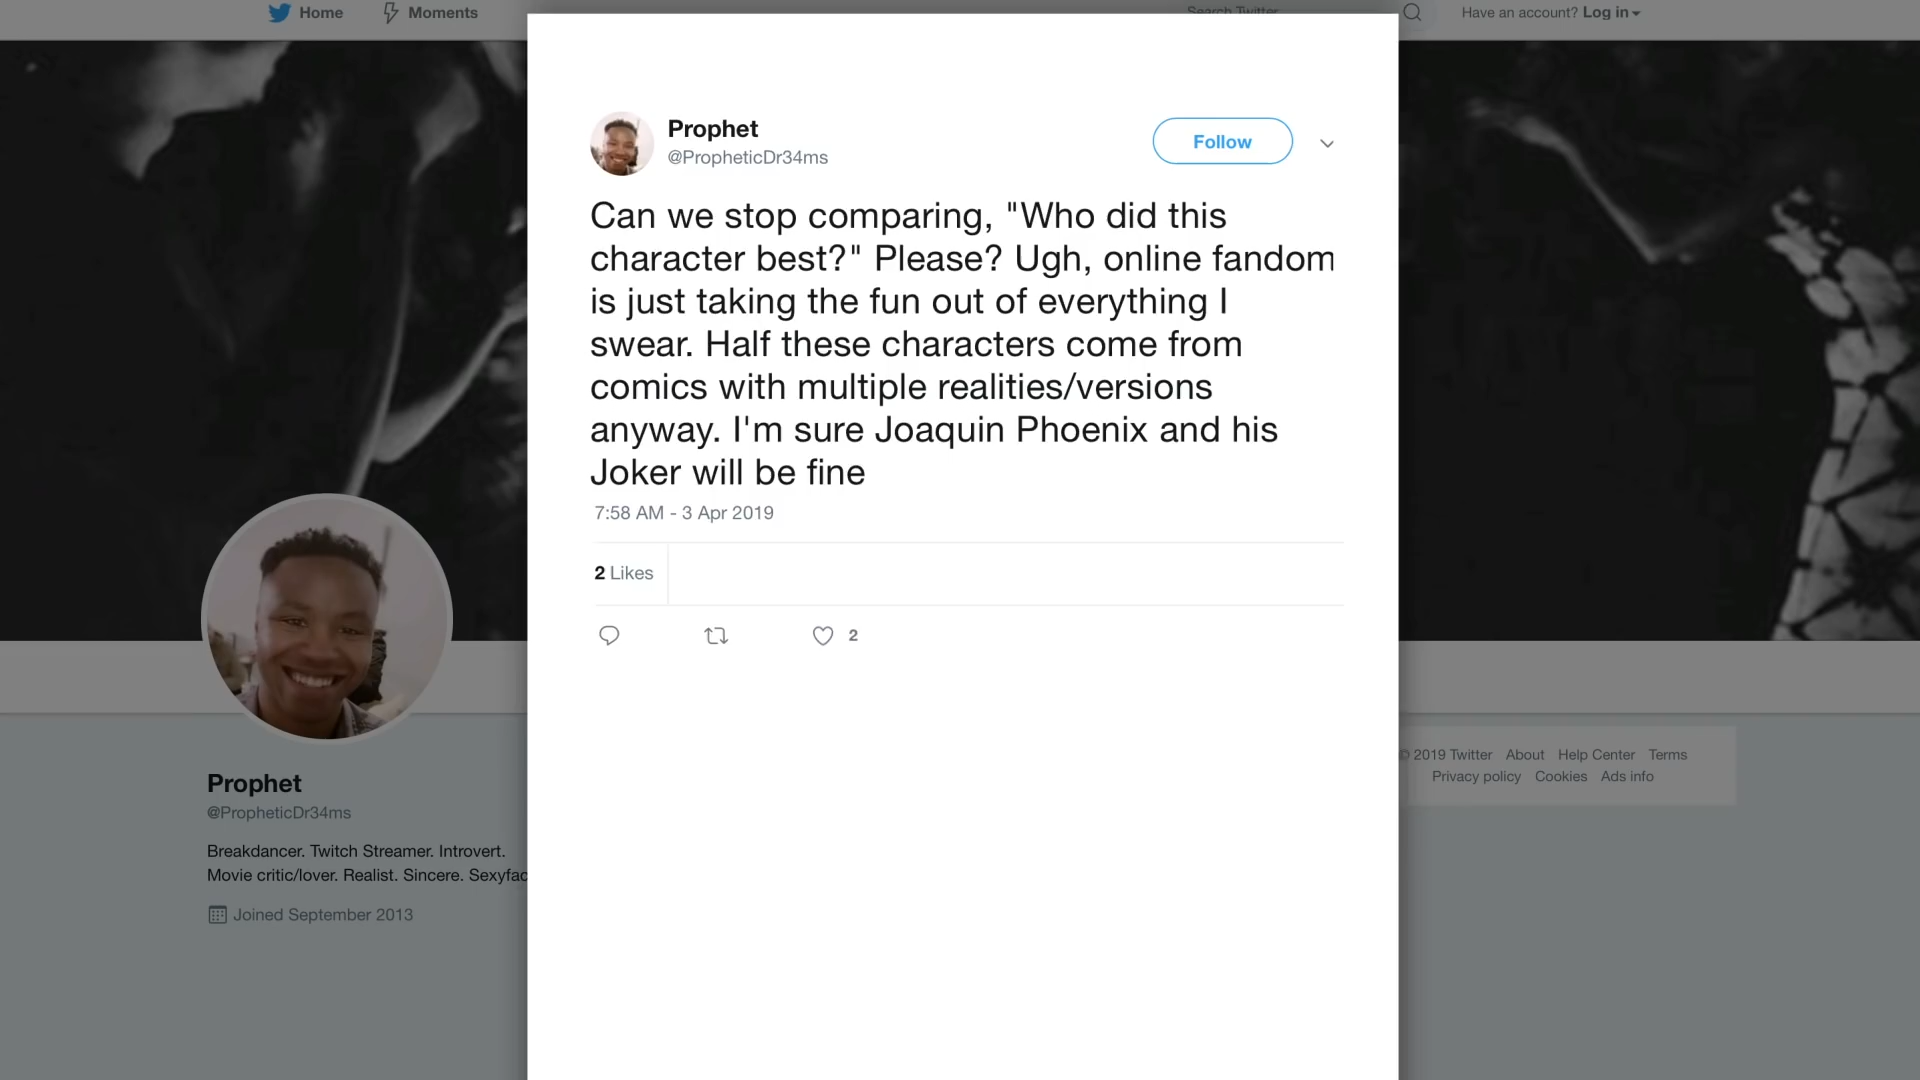 Home
Moments
Search Twitter
Have an account? Log in
Prophet
@PropheticDr34ms
Follow
Can we stop comparing, "Who did this
character best?" Please? Ugh, online fandom
is just taking the fun out of everything I
swear. Half these characters come from
comics with multiple realities/versions
anyway. I'm sure Joaquin Phoenix and his
Joker will be fine
7:58 AM - 3 Apr 2019
2 Likes
2
Prophet
@PropheticDr34ms
Breakdancer. Twitch Streamer. Introvert.
Movie critic/lover. Realist. Sincere. Sexyfac
Joined September 2013
© 2019 Twitter About Help Center Terms
Privacy policy Cookies Ads info